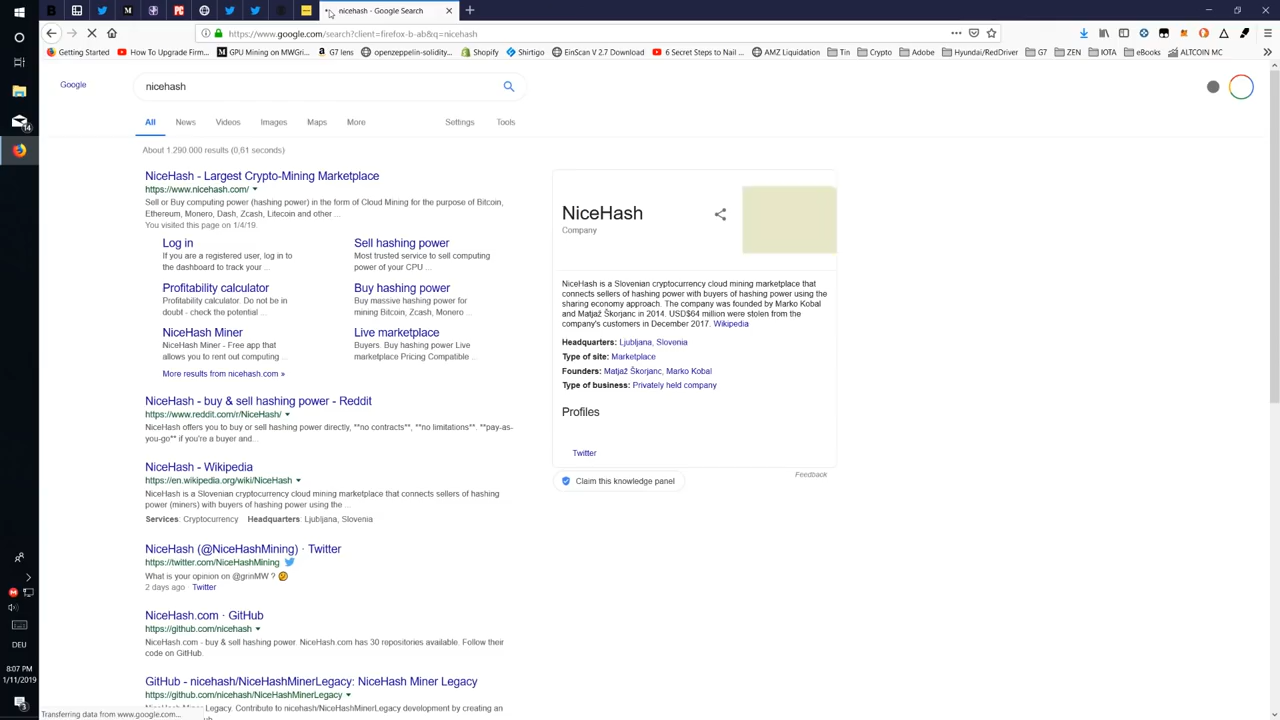 nicehash - Google Search
https://www.google.com/search?client=firefox-b-ab&q=nicehash
Getting Started
How To Upgrade Firm...
GPU Mining on MWGri...
G7 lens
openzeppelin-solidity...
Shopify
Shirtigo
EinScan V 2.7 Download
6 Secret Steps to Nail ...
AMZ Liquidation
Tin
Crypto
Adobe
Hyundai/RedDriver
G7
ZEN
IOTA
eBooks
ALTCOIN MC
Google
nicehash
All News Videos Images Maps More Settings Tools
About 1.290.000 results (0,61 seconds)
NiceHash - Largest Crypto-Mining Marketplace
https://www.nicehash.com/
Sell or Buy computing power (hashing power) in the form of Cloud Mining for the purpose of Bitcoin,
Ethereum, Monero, Dash, Zcash, Litecoin and other ...
You visited this page on 1/4/19.
Log in
If you are a registered user, log in to
the dashboard to track your ...
Sell hashing power
Most trusted service to sell computing
power of your CPU ...
Profitability calculator
Profitability calculator. Do not be in
doubt - check the potential ...
Buy hashing power
Buy massive hashing power for
mining Bitcoin, Zcash, Monero ...
NiceHash Miner
NiceHash Miner - Free app that
allows you to rent out computing ...
Live marketplace
Buyers. Buy hashing power Live
marketplace Pricing Compatible ...
More results from nicehash.com »
NiceHash - buy & sell hashing power - Reddit
https://www.reddit.com/r/NiceHash/
NiceHash offers you to buy or sell hashing power directly, **no contracts**, **no limitations**. **pay-as-
you-go** if you're a buyer and...
NiceHash - Wikipedia
https://en.wikipedia.org/wiki/NiceHash
NiceHash is a Slovenian cryptocurrency cloud mining marketplace that connects sellers of hashing
power (miners) with buyers of hashing power using the ...
Services: Cryptocurrency Headquarters: Ljubljana, Slovenia
NiceHash (@NiceHashMining) · Twitter
https://twitter.com/NiceHashMining
What is your opinion on @grinMW ? 🤔
2 days ago Twitter
NiceHash.com · GitHub
https://github.com/nicehash
NiceHash.com - buy & sell hashing power. NiceHash.com has 30 repositories available. Follow their
code on GitHub.
GitHub - nicehash/NiceHashMinerLegacy: NiceHash Miner Legacy
https://github.com/nicehash/NiceHashMinerLegacy
Legacy. Contribute to nicehash/NiceHashMinerLegacy development by creating an
NiceHash
Company
NiceHash is a Slovenian cryptocurrency cloud mining marketplace that
connects sellers of hashing power with buyers of hashing power using the
sharing economy approach. The company was founded by Marko Kobal
and Matjaž Škorjanc in 2014. USD$64 million were stolen from the
company's customers in December 2017. Wikipedia
Headquarters: Ljubljana, Slovenia
Type of site: Marketplace
Founders: Matjaž Škorjanc, Marko Kobal
Type of business: Privately held company
Profiles
Twitter
Feedback
Claim this knowledge panel
14
DEU
8:07 PM
1/11/2019
3
Transferring data from www.google.com...